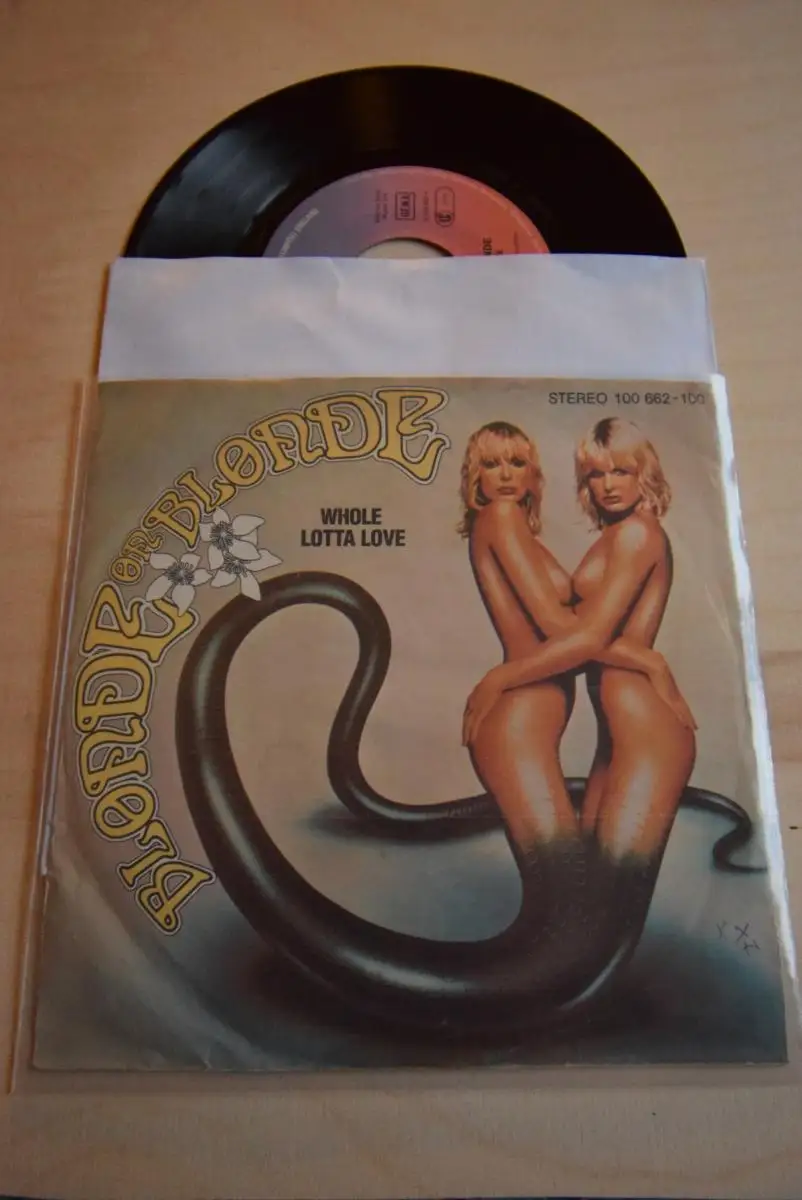 STEREO 100 662-100
BLONDE ON BLONDE
WHOLE
LOTTA LOVE